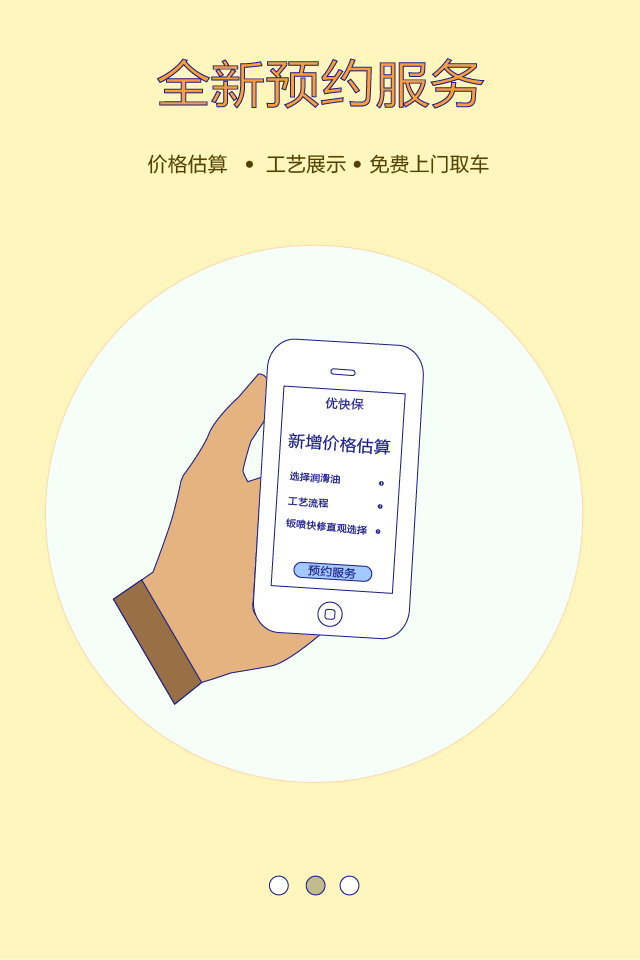 全新预约服务
价格估算 • 工艺展示 • 免费上门取车
优快保
新增价格估算
选择润滑油
工艺流程
钣喷快修直观选择
预约服务